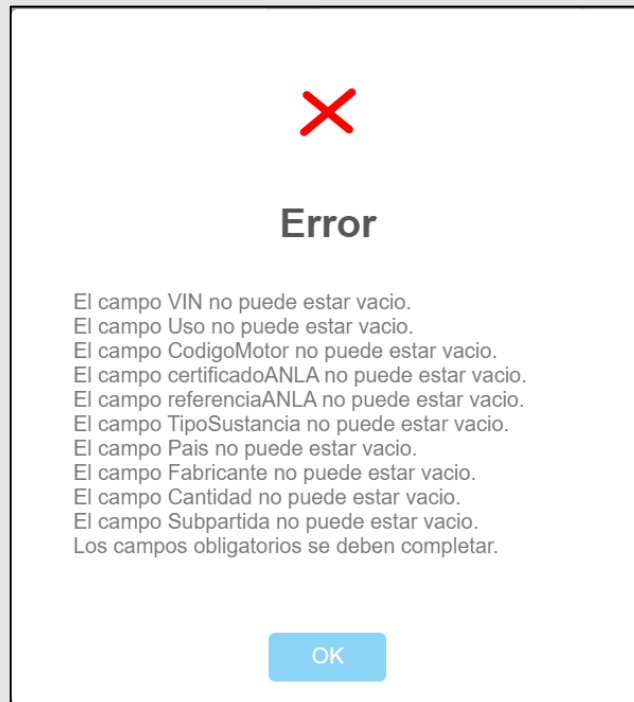 Error
El campo VIN no puede estar vacio.
El campo Uso no puede estar vacio.
El campo CodigoMotor no puede estar vacio.
El campo certificadoANLA no puede estar vacio.
El campo referenciaANLA no puede estar vacio.
El campo TipoSustancia no puede estar vacio.
El campo Pais no puede estar vacio.
El campo Fabricante no puede estar vacio.
El campo Cantidad no puede estar vacio.
El campo Subpartida no puede estar vacio.
Los campos obligatorios se deben completar.
OK